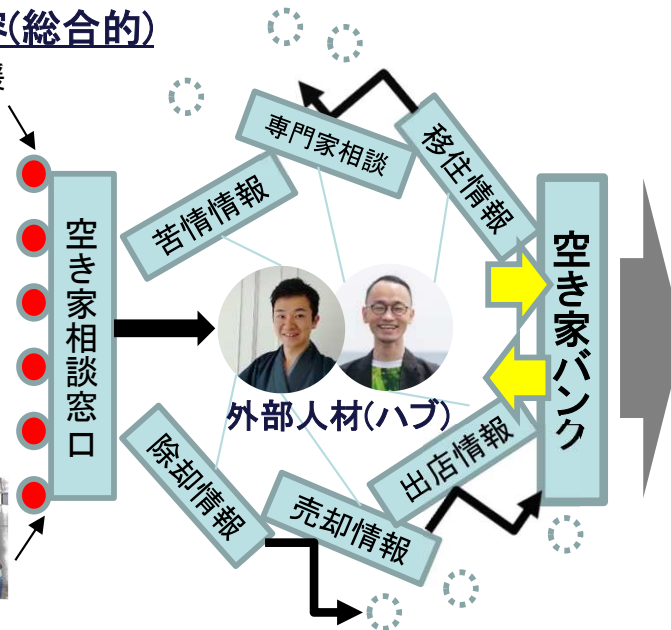 (総合的)
専門家相談
移住情報
苦情情報
空き家相談窓口
空き家バンク
外部人材(ハブ)
除却情報
売却情報
出店情報